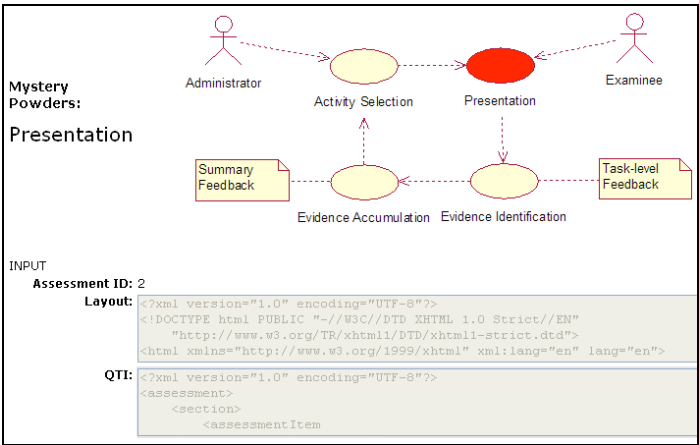 Administrator
Examinee
Mystery
Powders:
Activity Selection
Presentation
Presentation
Summary
Feedback
Task-level
Feedback
Evidence Accumulation
Evidence Identification
INPUT
Assessment ID: 2
Layout: <?xml version="1.0" encoding="UTF-8"?>
<!DOCTYPE html PUBLIC "-//W3C//DTD XHTML 1.0 Strict//EN"
"http://www.w3.org/TR/xhtml1/DTD/xhtml1-strict.dtd">
<html xmlns="http://www.w3.org/1999/xhtml" xml:lang="en" lang="en">
QTI: <?xml version="1.0" encoding="UTF-8"?>
<assessment>
<section>
<assessmentItem